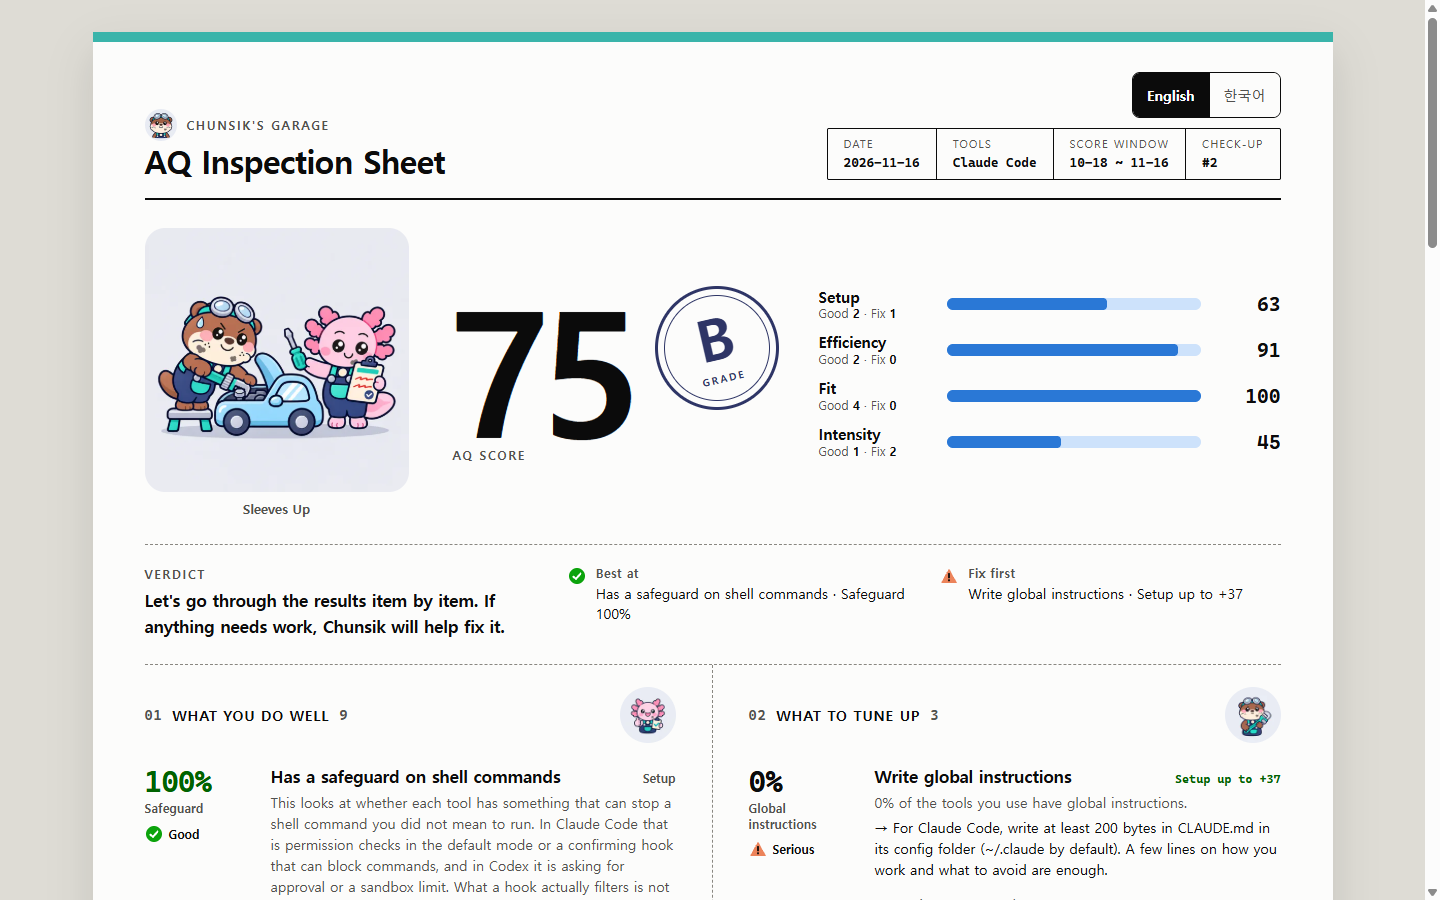 English
한국어
CHUNSIK'S GARAGE
AQ Inspection Sheet
DATE
2026-11-16
TOOLS
Claude Code
SCORE WINDOW
10-18 ~ 11-16
CHECK-UP
#2
Sleeves Up
75
AQ SCORE
B
GRADE
Setup
Good 2 · Fix 1
63
Efficiency
Good 2 · Fix 0
91
Fit
Good 4 · Fix 0
100
Intensity
Good 1 · Fix 2
45
VERDICT
Let's go through the results item by item. If
anything needs work, Chunsik will help fix it.
Best at
Has a safeguard on shell commands · Safeguard
100%
Fix first
Write global instructions · Setup up to +37
01 WHAT YOU DO WELL 9
100%
Safeguard
Good
Has a safeguard on shell commands
Setup
This looks at whether each tool has something that can stop a
shell command you did not mean to run. In Claude Code that
is permission checks in the default mode or a confirming hook
that can block commands, and in Codex it is asking for
approval or a sandbox limit. What a hook actually filters is not
02 WHAT TO TUNE UP 3
0%
Global
instructions
Serious
Write global instructions
Setup up to +37
0% of the tools you use have global instructions.
→ For Claude Code, write at least 200 bytes in CLAUDE.md in
its config folder (~/.claude by default). A few lines on how you
work and what to avoid are enough.